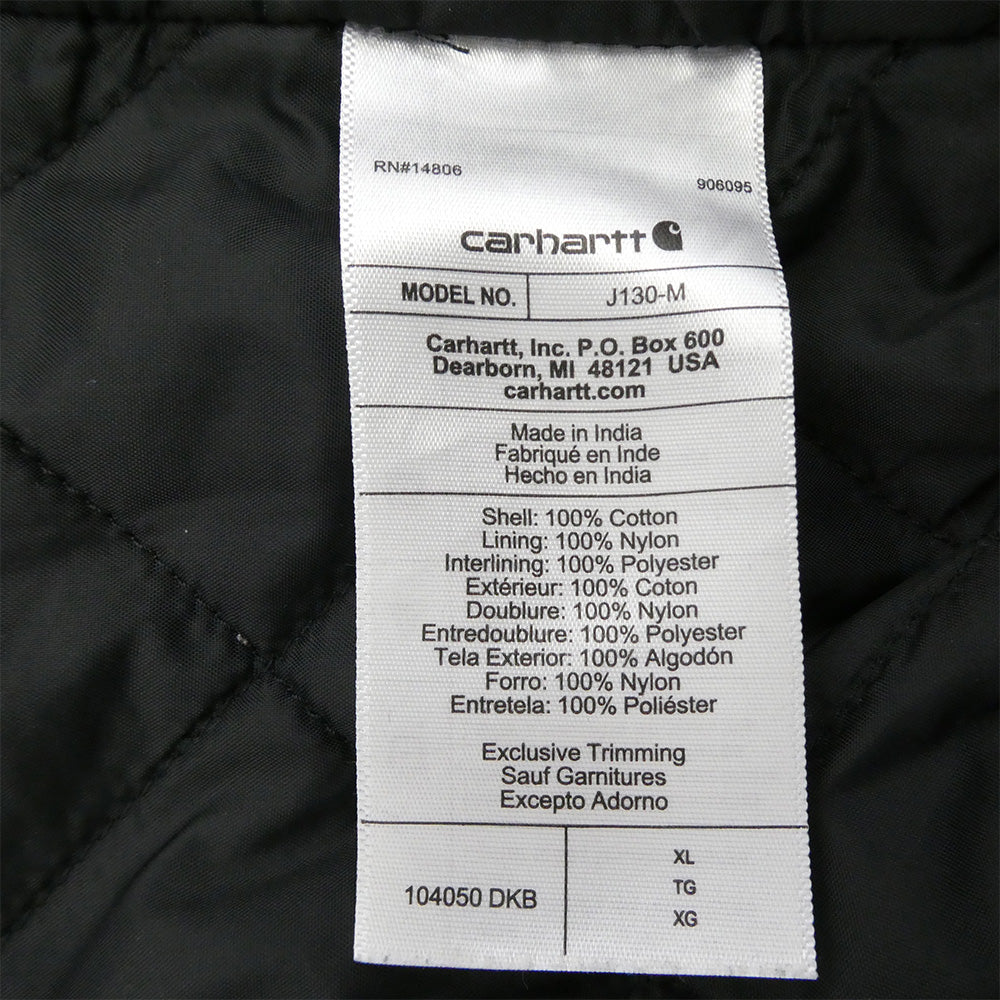 RN#14806
906095
carhartt
MODEL NO. J130-M
Carhartt, Inc. P.O. Box 600
Dearborn, MI 48121 USA
carhartt.com
Made in India
Fabriqué en Inde
Hecho en India
Shell: 100% Cotton
Lining: 100% Nylon
Interlining: 100% Polyester
Extérieur: 100% Coton
Doublure: 100% Nylon
Entredoublure: 100% Polyester
Tela Exterior: 100% Algodón
Forro: 100% Nylon
Entretela: 100% Poliéster
Exclusive Trimming
Sauf Garnitures
Excepto Adorno
104050 DKB
XL
TG
XG